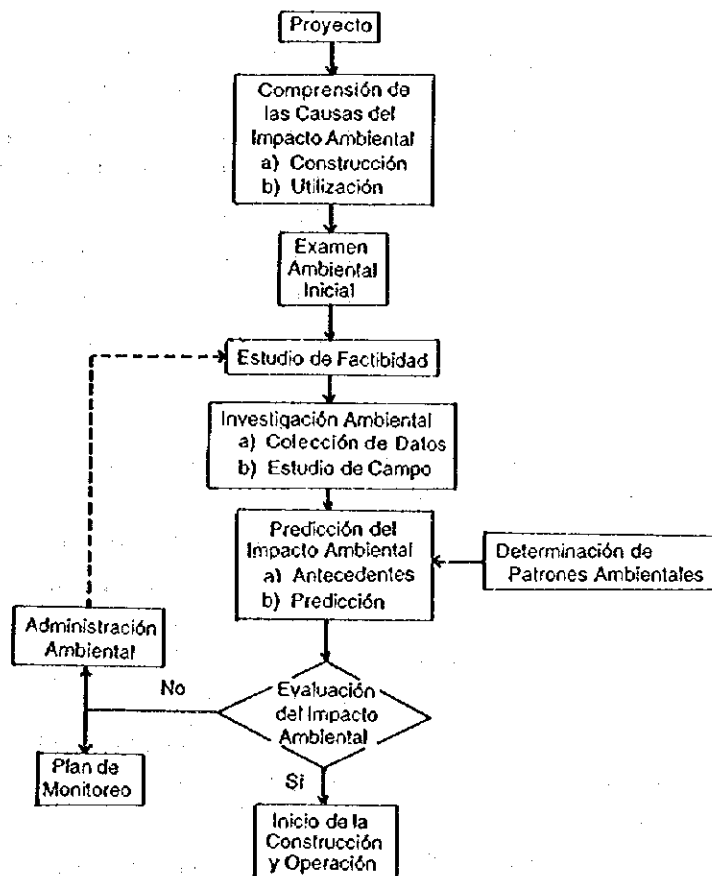 Proyecto
Comprensión de
las Causas del
Impacto Ambiental
a) Construcción
b) Utilización
Examen
Ambiental
Inicial
Estudio de Factibidad
Investigación Ambiental
a) Colección de Datos
b) Estudio de Campo
Predicción del
Impacto Ambiental
a) Antecedentes
b) Predicción
Determinación de
Patrones Ambientales
Administración
Ambiental
No
Evaluación
del Impacto
Ambiental
Plan de
Monitoreo
Sí
Inicio de la
Construcción
y Operación